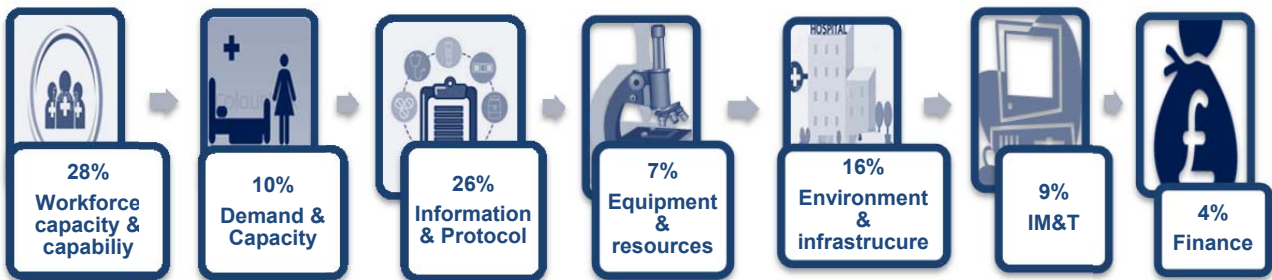 HOSPITAL
28%
Workforce
capacity &
capabiliy
10%
Demand &
Capacity
26%
Information
& Protocol
7%
Equipment
&
resources
16%
Environment
&
infrastrucure
9%
IM&T
£
4%
Finance